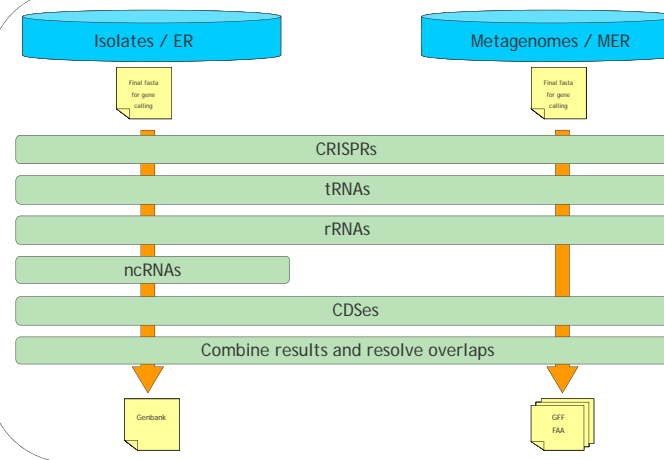 Isolates / ER
Metagenomes / MER
Final fasta
for gene
calling
Final fasta
for gene
calling
CRISPRs
tRNAs
rRNAs
ncRNAs
CDSes
Combine results and resolve overlaps
Genbank
GFF
FAA